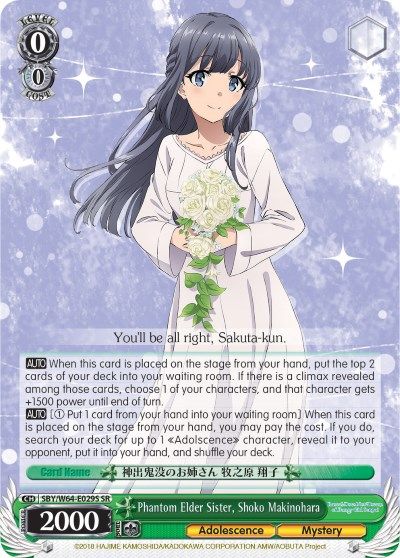 LEVEL
0
0
COST
You'll be all right, Sakuta-kun.
AUTO When this card is placed on the stage from your hand, put the top 2
cards of your deck into your waiting room. If there is a climax revealed
among those cards, choose 1 of your characters, and that character gets
+1500 power until end of turn.
AUTO [① Put 1 card from your hand into your waiting room] When this card
is placed on the stage from your hand, you may pay the cost. If you do,
search your deck for up to 1 «Adolscence» character, reveal it to your
opponent, put it into your hand, and shuffle your deck.
Card Name 神出鬼没のお姉さん 牧之原 翔子
CH SBY/W64-E029S SR
Phantom Elder Sister, Shoko Makinohara
2000
Adolescence Mystery
©2018 HAJIME KAMOSHIDA/KADOKAWA CORPORATION AMW/AOBUTA Project